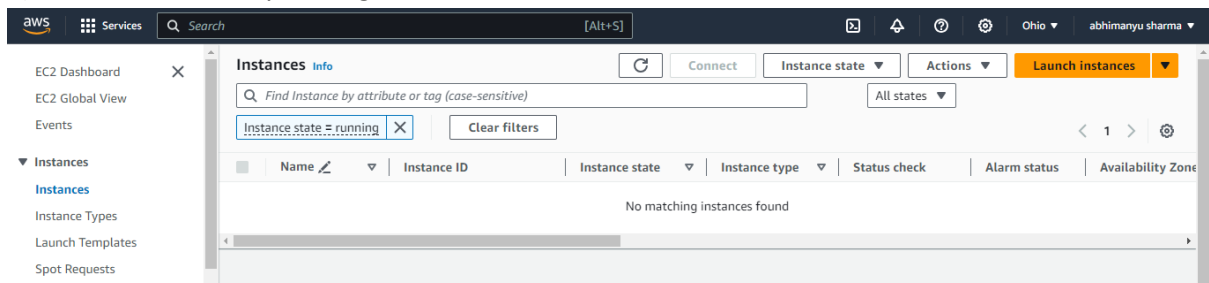 aws Services Search [Alt+S] Ohio abhimanyu sharma
EC2 Dashboard
EC2 Global View
Events
Instances
Instances
Instance Types
Launch Templates
Spot Requests
Instances Info Connect Instance state Actions Launch instances
Find Instance by attribute or tag (case-sensitive) All states
Instance state = running Clear filters 1
Name Instance ID Instance state Instance type Status check Alarm status Availability Zone
No matching instances found